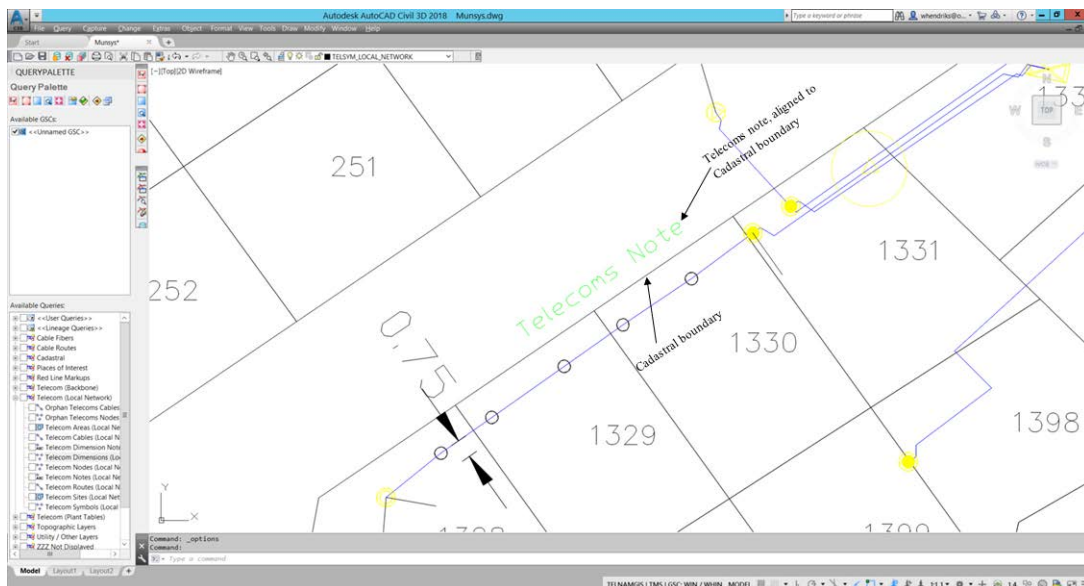 Autodesk AutoCAD Civil 3D 2018 Munsys.dwg
Type a keyword or phrase
whendriks@o...
File Query Capture Change Extras Object Format View Tools Draw Modify Window Help
Start
Munsys*
TELSYM_LOCAL_NETWORK
QUERYPALETTE
Query Palette
Available GSCs:
<<Unnamed GSC>>
Available Queries:
<<User Queries>>
<<Lineage Queries>>
Cable Fibers
Cable Routes
Cadastral
Places of Interest
Red Line Markups
Telecom (Backbone)
Telecom (Local Network)
Orphan Telecoms Cables
Orphan Telecoms Nodes
Telecom Areas (Local Ne
Telecom Cables (Local N
Telecom Dimension Note
Telecom Dimensions (Lo
Telecom Nodes (Local Ne
Telecom Notes (Local Ne
Telecom Routes (Local N
Telecom Sites (Local Net
Telecom Symbols (Local
Telecom (Plant Tables)
Topographic Layers
Utility / Other Layers
ZZZ Not Displayed
[-][Top][2D Wireframe]
251
252
Telecoms note, aligned to
Cadastral boundary
Telecoms Note
Cadastral boundary
0,75
1329
1330
1331
1398
1399
133
N
W
TOP
E
S
Y
X
Command: _options
Command:
Type a command
Model
Layout1
Layout2
MODEL